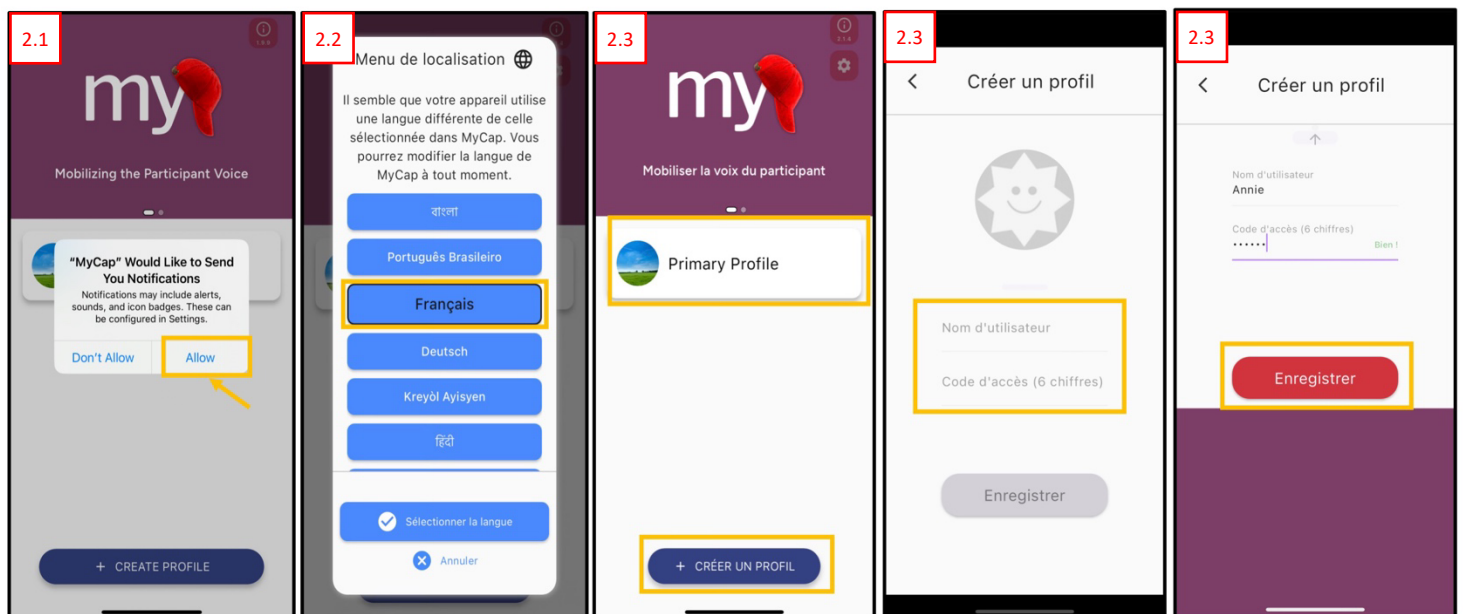 2.1
my
Mobilizing the Participant Voice
"MyCap" Would Like to Send
You Notifications
Notifications may include alerts,
sounds, and icon badges. These can
be configured in Settings.
Don't Allow
Allow
+ CREATE PROFILE
2.2
Menu de localisation
Il semble que votre appareil utilise
une langue différente de celle
sélectionnée dans MyCap. Vous
pourrez modifier la langue de
MyCap à tout moment.
বাংলা
Português Brasileiro
Français
Deutsch
Kreyòl Ayisyen
हिंदी
Sélectionner la langue
Annuler
2.3
my
Mobiliser la voix du participant
Primary Profile
+ CRÉER UN PROFIL
2.3
Créer un profil
Nom d'utilisateur
Code d'accès (6 chiffres)
Enregistrer
2.3
Créer un profil
Nom d'utilisateur
Annie
Code d'accès (6 chiffres)
Bien !
Enregistrer